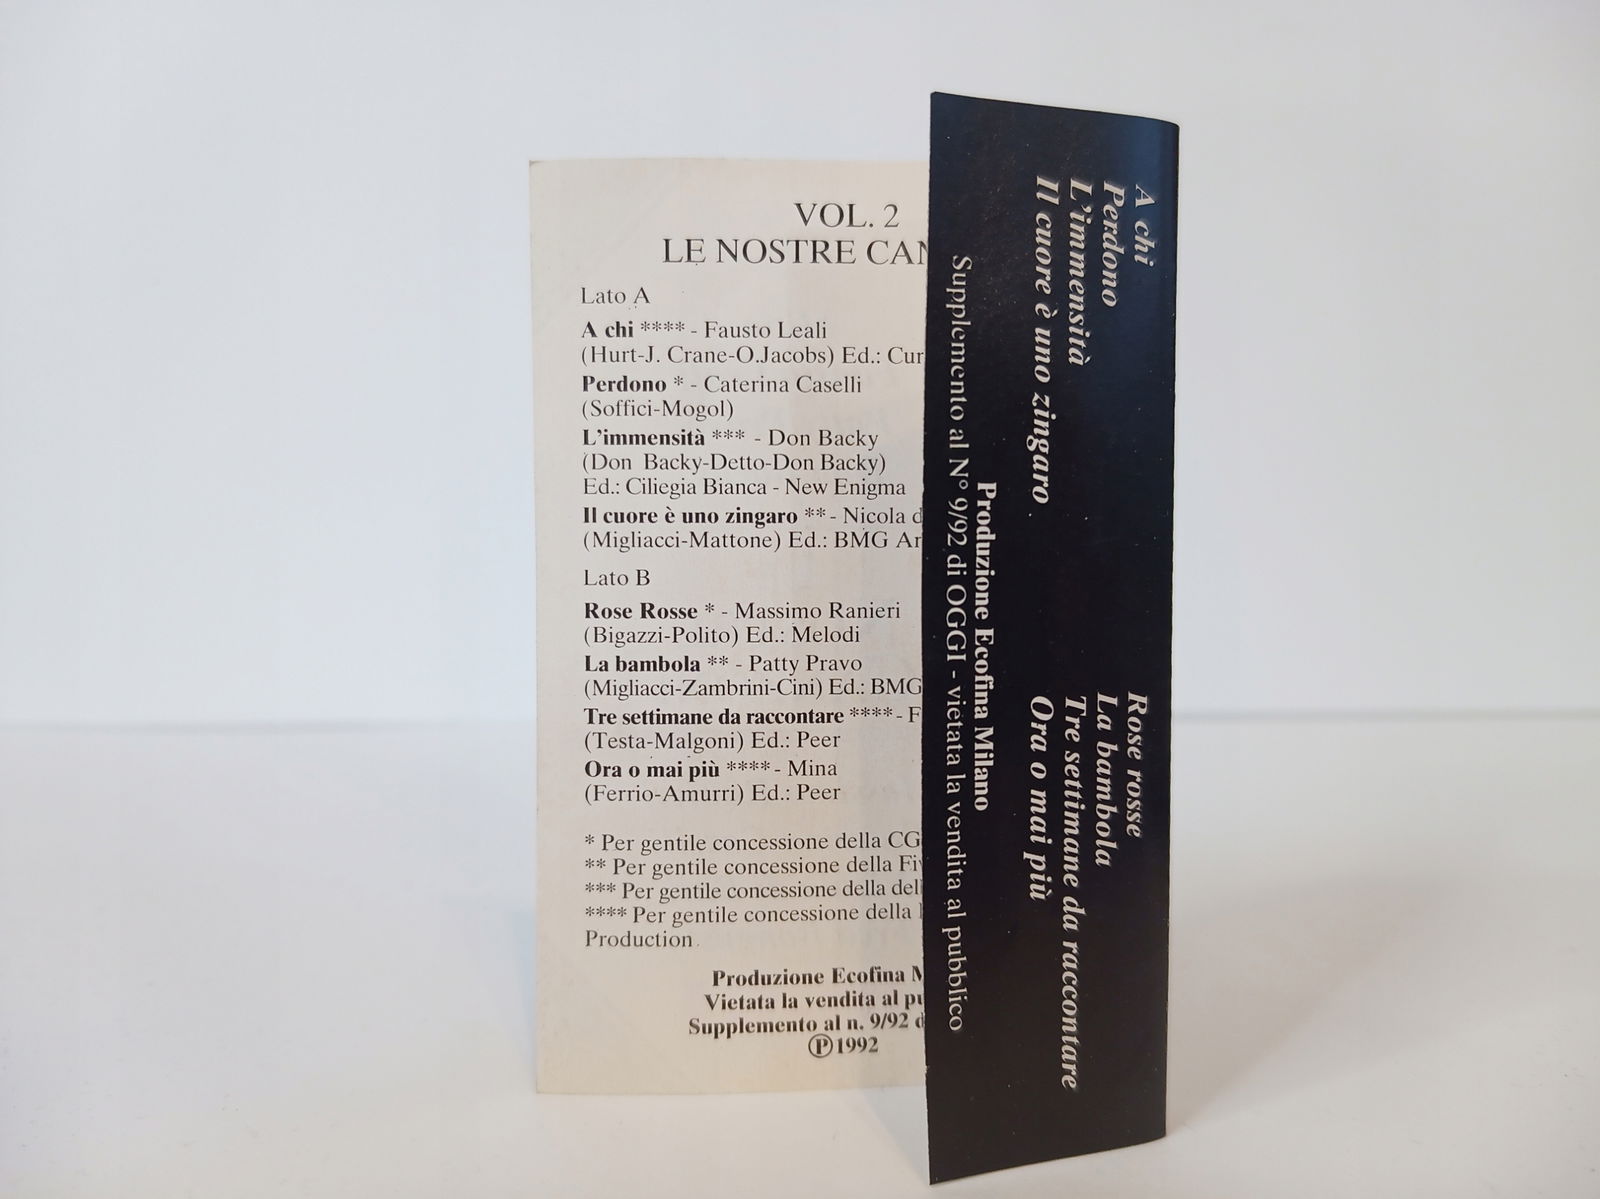 VOL. 2
LE NOSTRE
Lato A
A chi **** - Fausto Leali
(Hurt-J. Crane-O.Jacobs) Ed.:
Perdono * - Caterina Caselli
(Soffici-Mogol)
L'immensità *** - Don Backy
(Don Backy-Detto-Don Backy)
Ed.: Ciliegia Bianca - New Enigma
Il cuore è uno zingaro ** - Nicola
(Migliacci-Mattone) Ed.: BMG
Lato B
Rose Rosse * - Massimo Ranieri
(Bigazzi-Polito) Ed.: Melodi
La bambola ** - Patty Pravo
(Migliacci-Zambrini-Cini) Ed.: BMG
Tre settimane da raccontare **** -
(Testa-Malgoni) Ed.: Peer
Ora o mai più **** - Mina
(Ferrio-Amurri) Ed.: Peer
* Per gentile concessione della
** Per gentile concessione della
*** Per gentile concessione della
**** Per gentile concessione della
Production
Produzione Ecofina
Vietata la vendita al
Supplemento al n. 9/92
Ⓟ 1992
A chi
Perdono
L'immensità
Il cuore è uno zingaro
Rose rosse
La bambola
Tre settimane da raccontare
Ora o mai più
Produzione Ecofina Milano
Supplemento al N° 9/92 di OGGI - vietata la vendita al pubblico